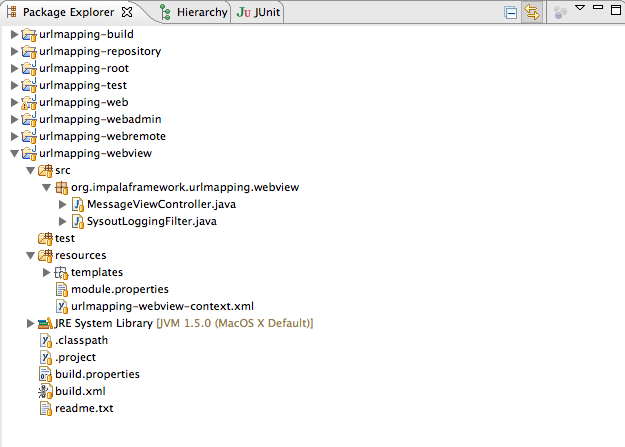 Package Explorer Hierarchy JUnit
urlmapping-build
urlmapping-repository
urlmapping-root
urlmapping-test
urlmapping-web
urlmapping-webadmin
urlmapping-webremote
urlmapping-webview
src
org.impalaframework.urlmapping.webview
MessageViewController.java
SysoutLoggingFilter.java
test
resources
templates
module.properties
urlmapping-webview-context.xml
JRE System Library [JVM 1.5.0 (MacOS X Default)]
.classpath
.project
build.properties
build.xml
readme.txt